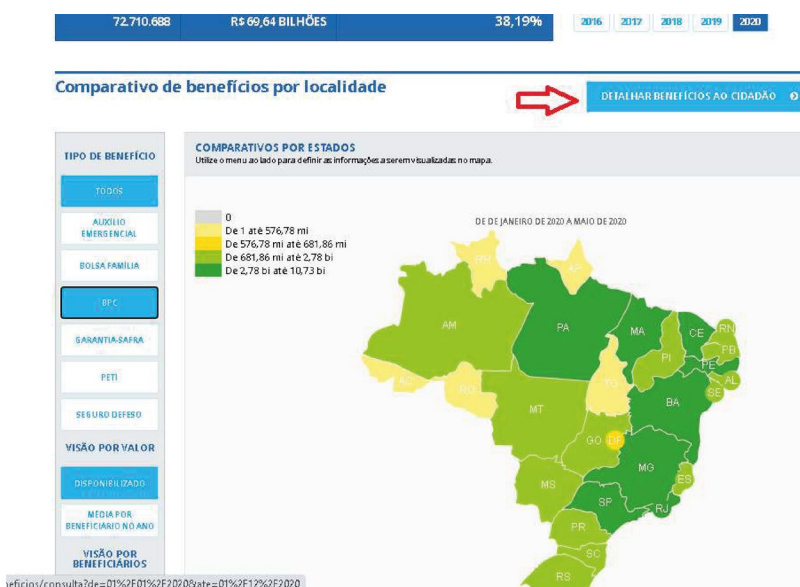 72.710.688 R$ 69,64 BILHÕES 38,19% 2016 2017 2018 2019 2020
Comparativo de benefícios por localidade
DETALHAR BENEFÍCIOS AO CIDADÃO
TIPO DE BENEFÍCIO
TODOS
AUXÍLIO
EMERGENCIAL
BOLSA FAMÍLIA
BPC
GARANTIA-SAFRA
PETI
SEGURO DEFESO
VISÃO POR VALOR
DISPONIBILIZADO
MÉDIA POR
BENEFICIÁRIO NO ANO
VISÃO POR
BENEFICIÁRIOS
COMPARATIVOS POR ESTADOS
Utilize o menu ao lado para definir as informações a serem visualizadas no mapa.
0
De 1 até 576,78 mi
De 576,78 mi até 681,86 mi
De 681,86 mi até 2,78 bi
De 2,78 bi até 10,73 bi
DE DE JANEIRO DE 2020 A MAIO DE 2020
RR AP
AM PA MA CE RN
PI PB
PE
AC RO TO AL
SE
MT BA
GO DF
MG
MS ES
SP
RJ
PR
SC
RS
neficios/consulta?de=01%2F01%2F2020&ate=01%2F12%2F2020